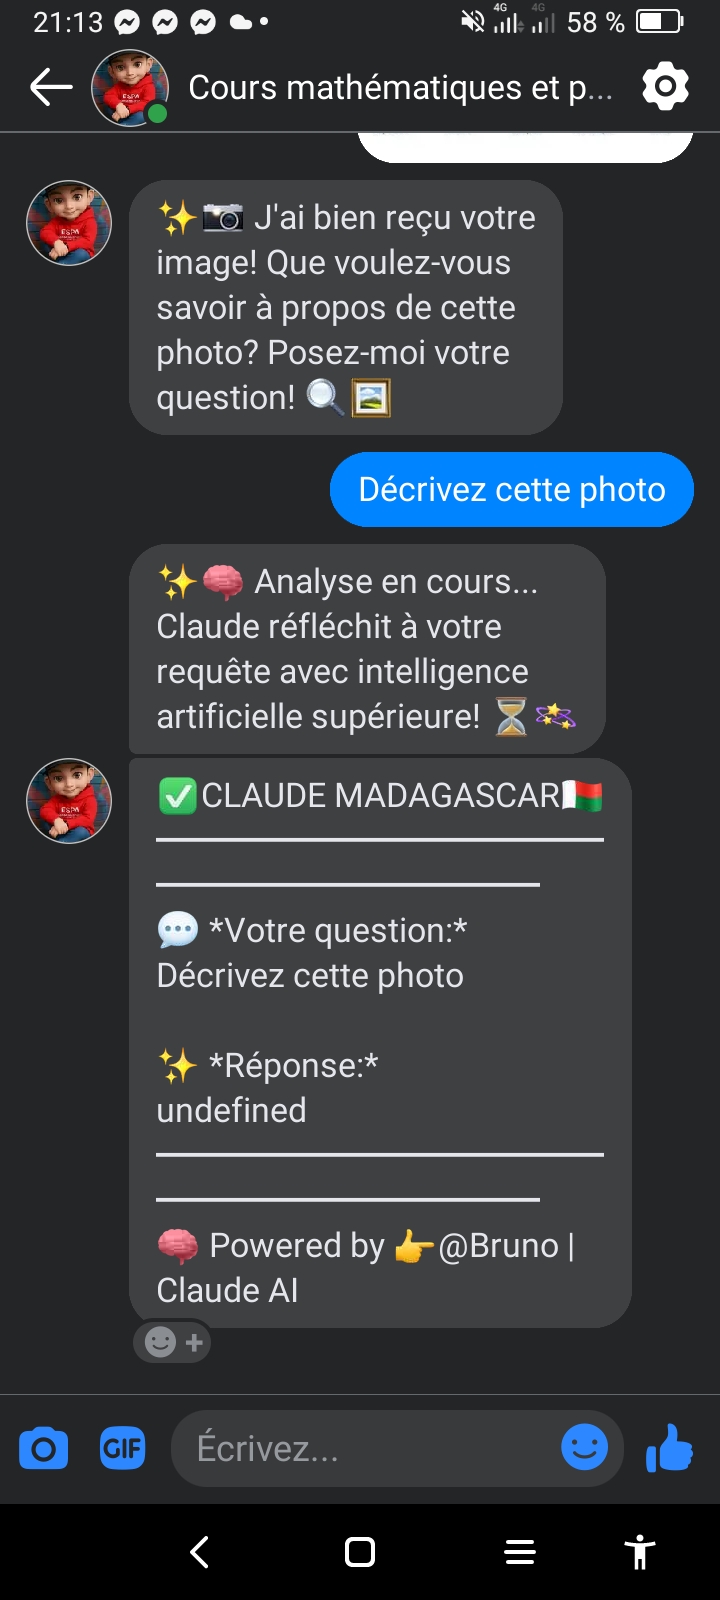 21:13
4G
4G
58 %
Cours mathématiques et p...
✨📷 J'ai bien reçu votre
image! Que voulez-vous
savoir à propos de cette
photo? Posez-moi votre
question! 🔍🖼️
Décrivez cette photo
✨🧠 Analyse en cours...
Claude réfléchit à votre
requête avec intelligence
artificielle supérieure! ⏳💫
✅CLAUDE MADAGASCAR🇲🇬
💬 *Votre question:*
Décrivez cette photo
✨ *Réponse:*
undefined
🧠 Powered by 👉@Bruno |
Claude AI
GIF
Écrivez...